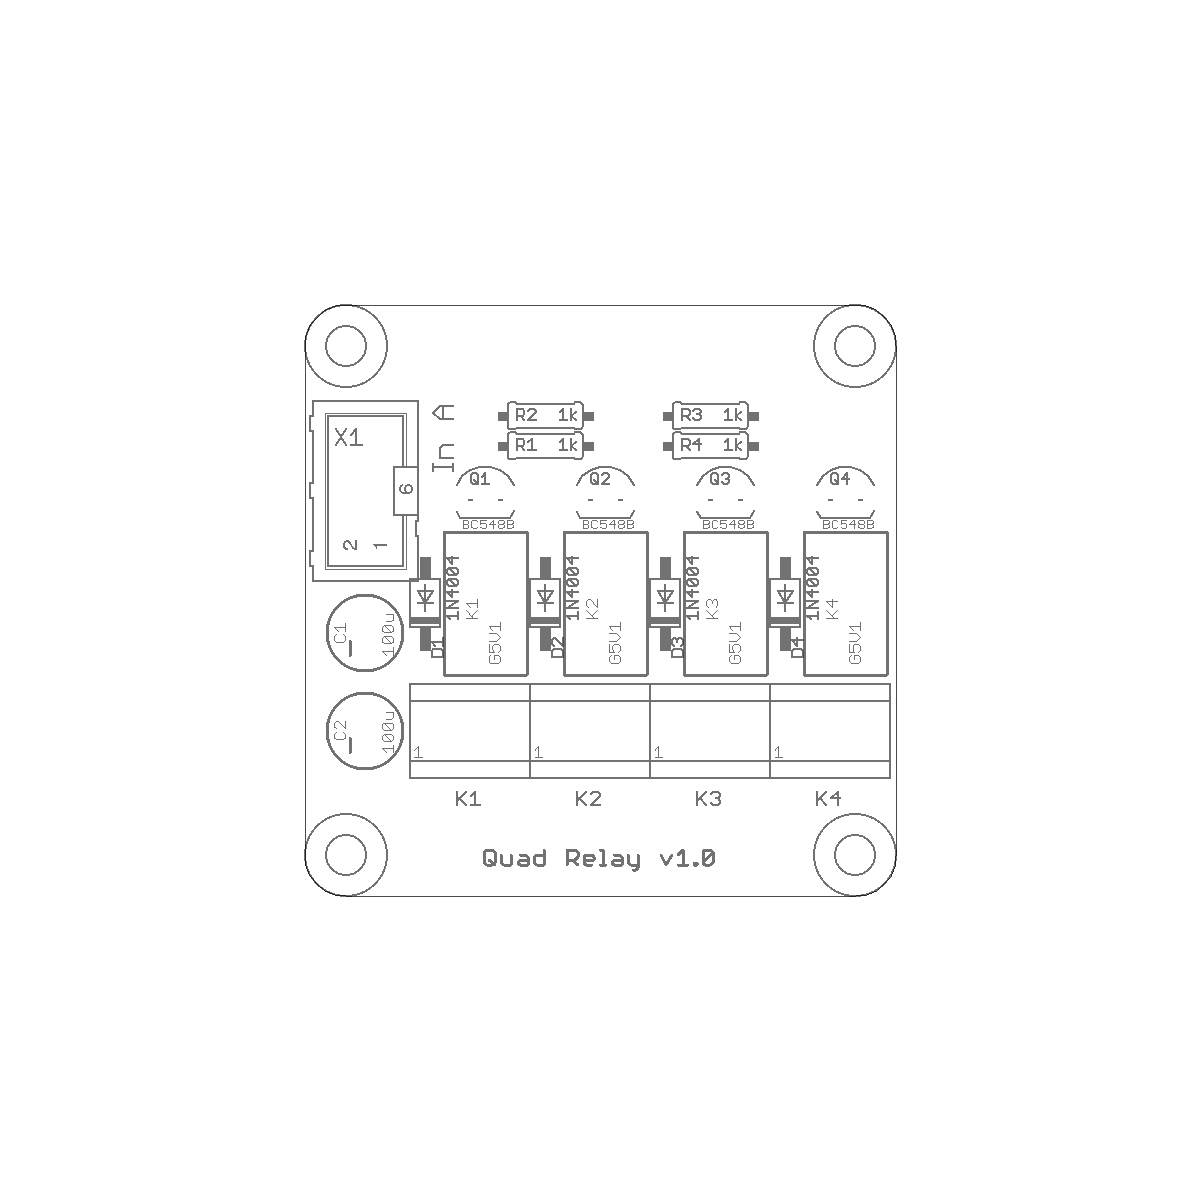 In A
X1
6
2 1
R2 1k
R3 1k
R1 1k
R4 1k
Q1
Q2
Q3
Q4
BC548B
BC548B
BC548B
BC548B
1N4004
K1
G5V1
D1
1N4004
K2
G5V1
D2
1N4004
K3
G5V1
D3
1N4004
K4
G5V1
D4
C1
100u
C2
100u
1
1
1
1
K1
K2
K3
K4
Quad Relay v1.0